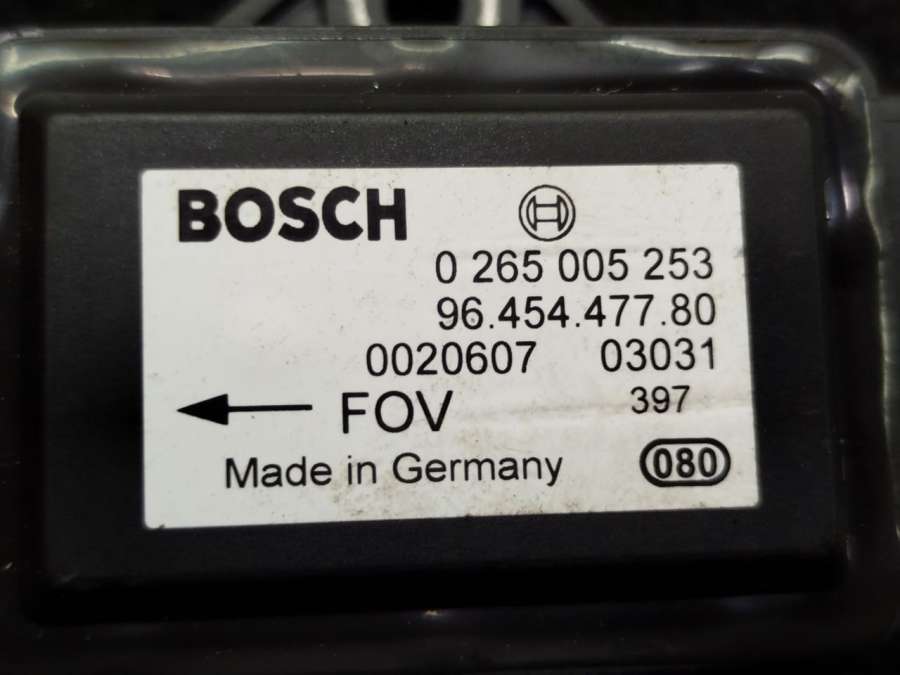 BOSCH
0 265 005 253
96.454.477.80
0020607 03031
FOV 397
Made in Germany 080